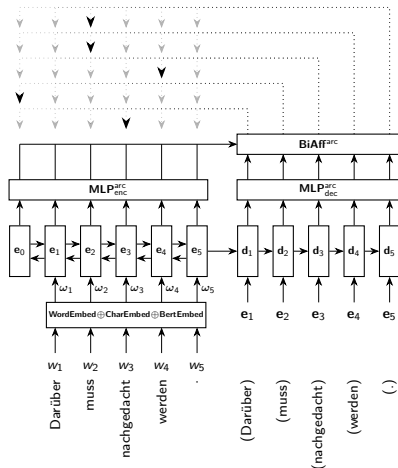 BiAff^arc
MLP^arc_enc MLP^arc_dec
e₀ e₁ e₂ e₃ e₄ e₅ d₁ d₂ d₃ d₄ d₅
ω₁ ω₂ ω₃ ω₄ ω₅
e₁ e₂ e₃ e₄ e₅
WordEmbed⊕CharEmbed⊕BertEmbed
w₁ w₂ w₃ w₄ w₅
Darüber muss nachgedacht werden . (Darüber) (muss) (nachgedacht) (werden) (.)